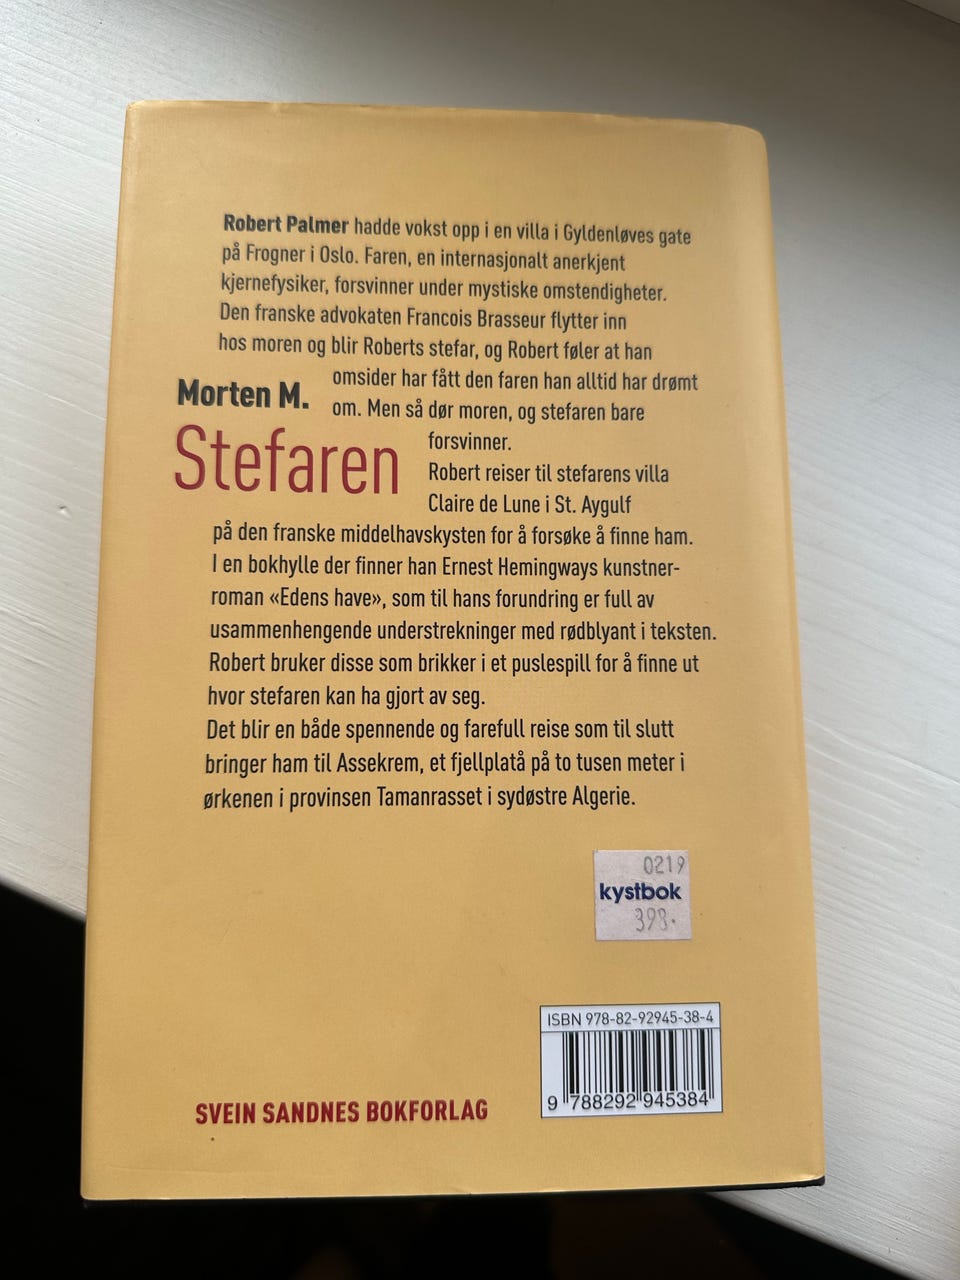 Robert Palmer hadde vokst opp i en villa i Gyldenløves gate
på Frogner i Oslo. Faren, en internasjonalt anerkjent
kjernefysiker, forsvinner under mystiske omstendigheter.
Den franske advokaten Francois Brasseur flytter inn
hos moren og blir Roberts stefar, og Robert føler at han
omsider har fått den faren han alltid har drømt
om. Men så dør moren, og stefaren bare
forsvinner.
Morten M.
Stefaren
Robert reiser til stefarens villa
Claire de Lune i St. Aygulf
på den franske middelhavskysten for å forsøke å finne ham.
I en bokhylle der finner han Ernest Hemingways kunstner-
roman «Edens have», som til hans forundring er full av
usammenhengende understrekninger med rødblyant i teksten.
Robert bruker disse som brikker i et puslespill for å finne ut
hvor stefaren kan ha gjort av seg.
Det blir en både spennende og farefull reise som til slutt
bringer ham til Assekrem, et fjellplatå på to tusen meter i
ørkenen i provinsen Tamanrasset i sydøstre Algerie.
0219
kystbok
398.-
ISBN 978-82-92945-38-4
9 788292 945384
SVEIN SANDNES BOKFORLAG